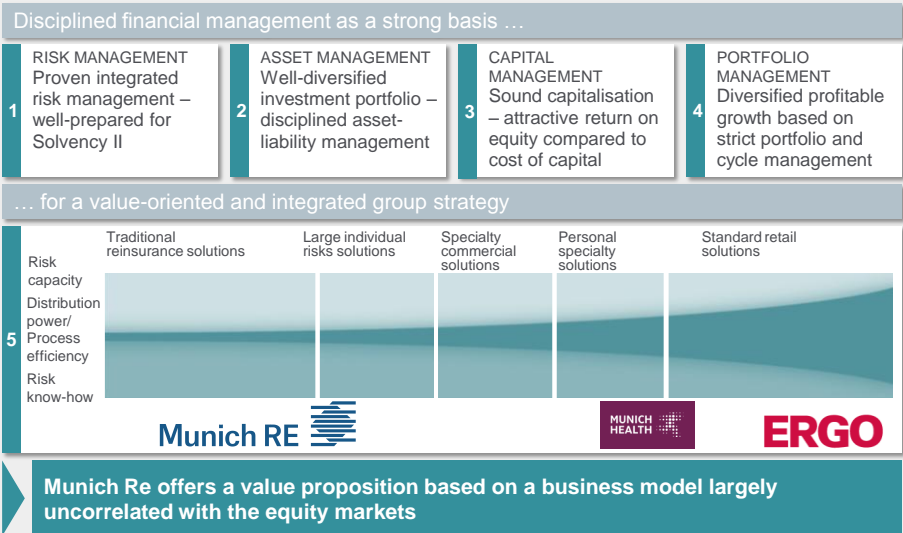 Disciplined financial management as a strong basis …
1
RISK MANAGEMENT
Proven integrated
risk management –
well-prepared for
Solvency II
2
ASSET MANAGEMENT
Well-diversified
investment portfolio –
disciplined asset-
liability management
3
CAPITAL
MANAGEMENT
Sound capitalisation
– attractive return on
equity compared to
cost of capital
4
PORTFOLIO
MANAGEMENT
Diversified profitable
growth based on
strict portfolio and
cycle management
… for a value-oriented and integrated group strategy
5
Traditional
reinsurance solutions
Large individual
risks solutions
Specialty
commercial
solutions
Personal
specialty
solutions
Standard retail
solutions
Risk
capacity
Distribution
power/
Process
efficiency
Risk
know-how
Munich RE
MUNICH
HEALTH
ERGO
Munich Re offers a value proposition based on a business model largely
uncorrelated with the equity markets